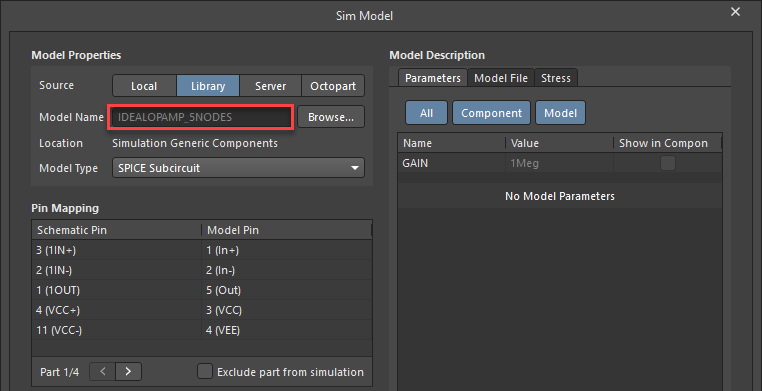 Sim Model
Model Properties
Source Local Library Server Octopart
Model Name IDEALOPAMP_5NODES Browse...
Location Simulation Generic Components
Model Type SPICE Subcircuit
Pin Mapping
Schematic Pin Model Pin
3 (1IN+) 1 (In+)
2 (1IN-) 2 (In-)
1 (1OUT) 5 (Out)
4 (VCC+) 3 (VCC)
11 (VCC-) 4 (VEE)
Part 1/4 < > Exclude part from simulation
Model Description
Parameters Model File Stress
All Component Model
Name Value Show in Compon
GAIN 1Meg
No Model Parameters